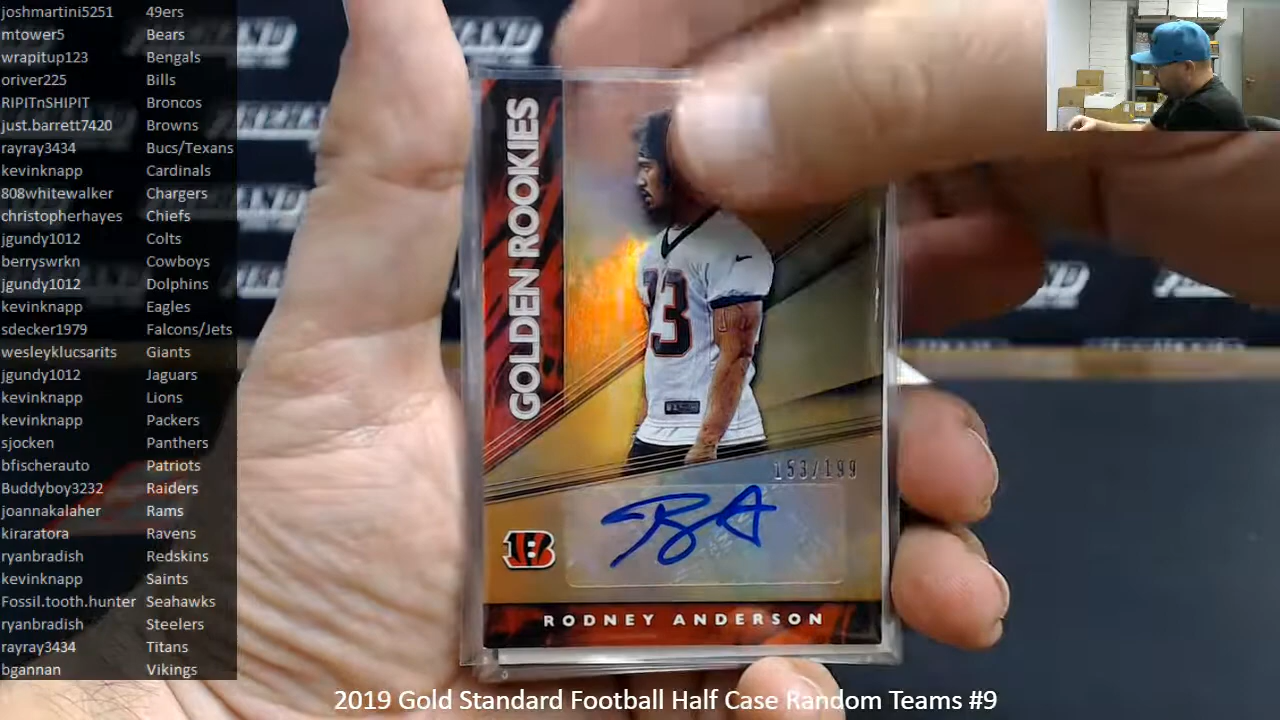 joshmartini5251 49ers
mtower5 Bears
wrapitup123 Bengals
oriver225 Bills
RIPITnSHIPIT Broncos
just.barrett7420 Browns
rayray3434 Bucs/Texans
kevinknapp Cardinals
808whitewalker Chargers
christopherhayes Chiefs
jgundy1012 Colts
berryswrkn Cowboys
jgundy1012 Dolphins
kevinknapp Eagles
sdecker1979 Falcons/Jets
wesleyklucsarits Giants
jgundy1012 Jaguars
kevinknapp Lions
kevinknapp Packers
sjocken Panthers
bfischerauto Patriots
Buddyboy3232 Raiders
joannakalaher Rams
kiraratora Ravens
ryanbradish Redskins
kevinknapp Saints
Fossil.tooth.hunter Seahawks
ryanbradish Steelers
rayray3434 Titans
bgannan Vikings
GOLDEN ROOKIES
33
153/199
B
RODNEY ANDERSON
2019 Gold Standard Football Half Case Random Teams #9